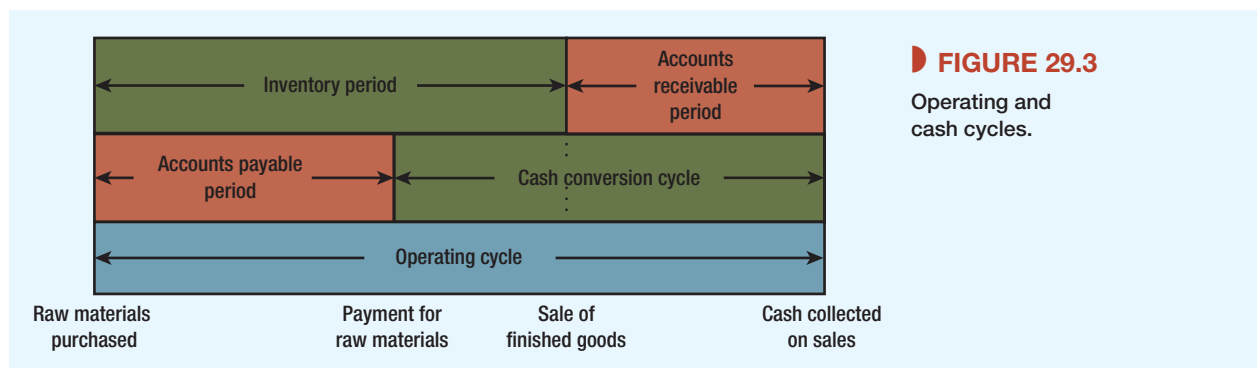 Inventory period
Accounts
receivable
period
Accounts payable
period
Cash conversion cycle
Operating cycle
Raw materials
purchased
Payment for
raw materials
Sale of
finished goods
Cash collected
on sales
FIGURE 29.3
Operating and
cash cycles.